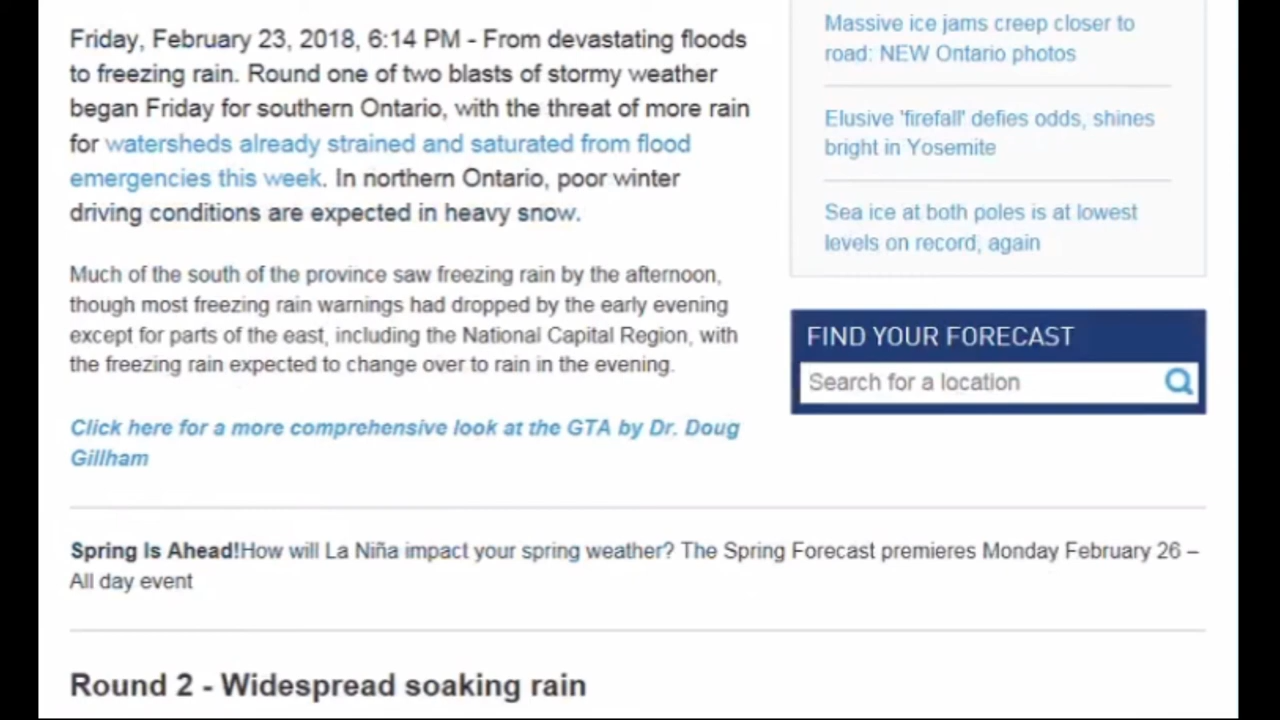 Friday, February 23, 2018, 6:14 PM - From devastating floods
to freezing rain. Round one of two blasts of stormy weather
began Friday for southern Ontario, with the threat of more rain
for watersheds already strained and saturated from flood
emergencies this week. In northern Ontario, poor winter
driving conditions are expected in heavy snow.
Much of the south of the province saw freezing rain by the afternoon,
though most freezing rain warnings had dropped by the early evening
except for parts of the east, including the National Capital Region, with
the freezing rain expected to change over to rain in the evening.
Click here for a more comprehensive look at the GTA by Dr. Doug
Gillham
Massive ice jams creep closer to
road: NEW Ontario photos
Elusive 'firefall' defies odds, shines
bright in Yosemite
Sea ice at both poles is at lowest
levels on record, again
FIND YOUR FORECAST
Search for a location
Spring Is Ahead!How will La Niña impact your spring weather? The Spring Forecast premieres Monday February 26 –
All day event
Round 2 - Widespread soaking rain